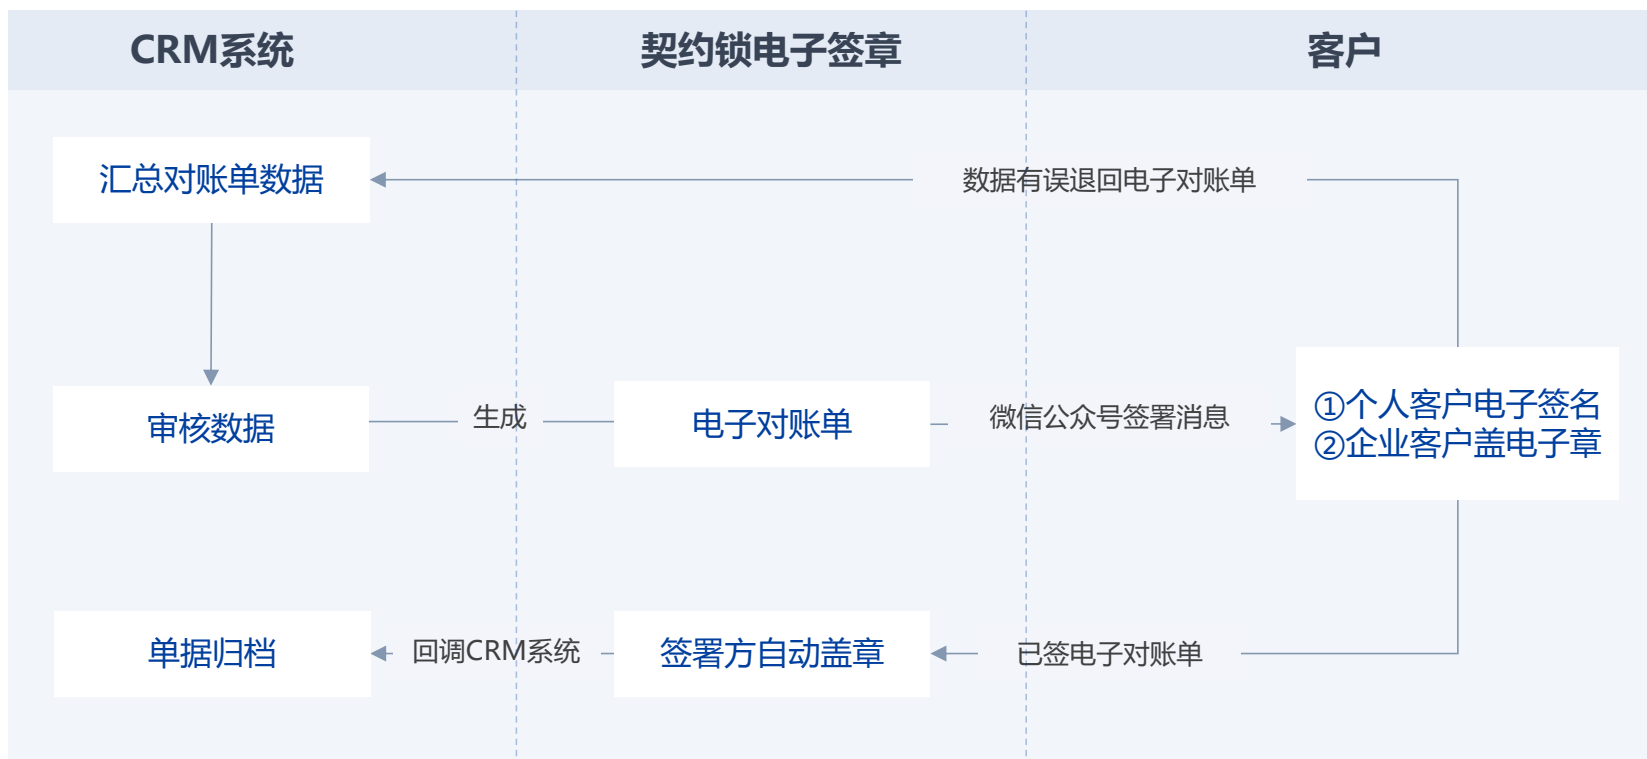 CRM系统
契约锁电子签章
客户
汇总对账单数据
数据有误退回电子对账单
审核数据
生成
电子对账单
微信公众号签署消息
①个人客户电子签名
②企业客户盖电子章
单据归档
回调CRM系统
签署方自动盖章
已签电子对账单